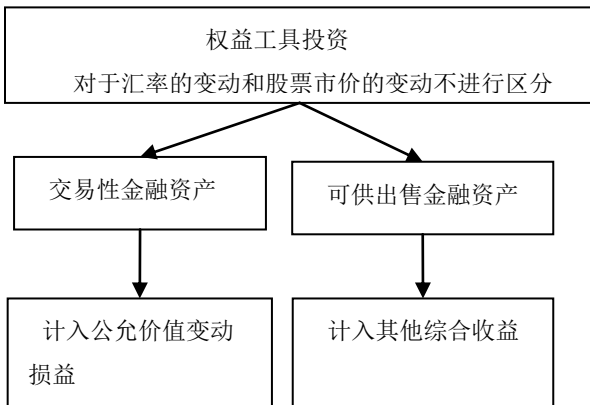 权益工具投资
对于汇率的变动和股票市价的变动不进行区分
交易性金融资产
可供出售金融资产
计入公允价值变动
损益
计入其他综合收益